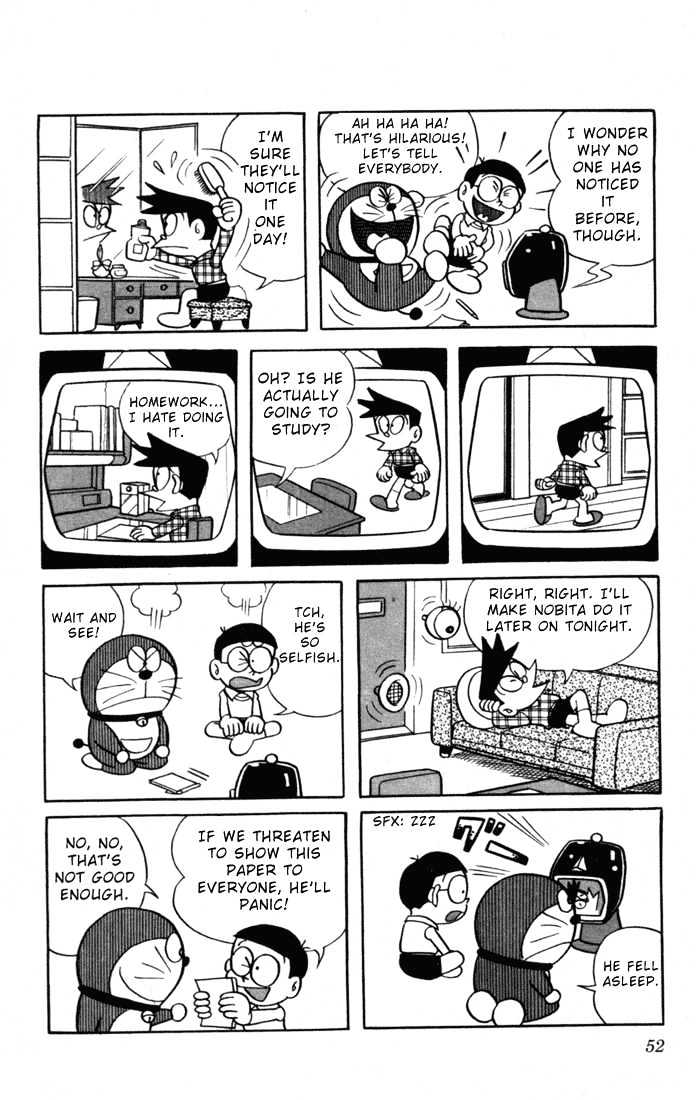 I WONDER
WHY NO
ONE HAS
NOTICED
IT
BEFORE,
THOUGH.
AH HA HA HA!
THAT'S HILARIOUS!
LET'S TELL
EVERYBODY.
I'M
SURE
THEY'LL
NOTICE
IT
ONE
DAY!
OH? IS HE
ACTUALLY
GOING TO
STUDY?
HOMEWORK...
I HATE DOING
IT.
RIGHT, RIGHT. I'LL
MAKE NOBITA DO IT
LATER ON TONIGHT.
TCH,
HE'S
SO
SELFISH.
WAIT AND
SEE!
SFX: ZZZ
グー
HE FELL
ASLEEP.
IF WE THREATEN
TO SHOW THIS
PAPER TO
EVERYONE, HE'LL
PANIC!
NO, NO,
THAT'S
NOT GOOD
ENOUGH.
52